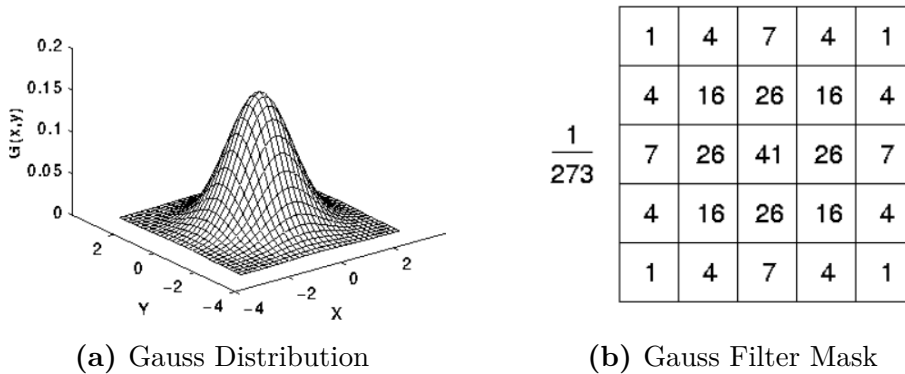 0.2
0.15
0.1
0.05
0
G(x,y)
2
0
−2
−4
Y
−4
−2
0
2
X
(a) Gauss Distribution
1
273
1 4 7 4 1
4 16 26 16 4
7 26 41 26 7
4 16 26 16 4
1 4 7 4 1
(b) Gauss Filter Mask